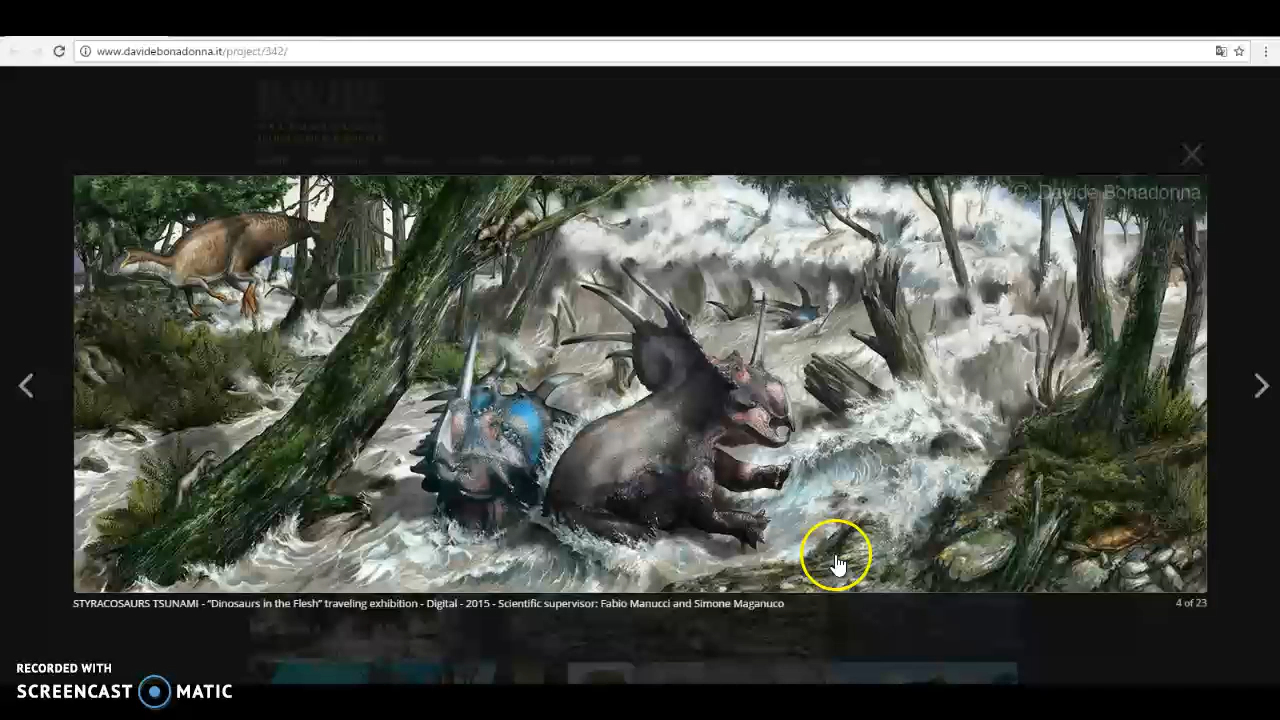 www.davidebonadonna.it/project/342/
© Davide Bonadonna
STYRACOSAURS TSUNAMI - “Dinosaurs in the Flesh” traveling exhibition - Digital - 2015 - Scientific supervisor: Fabio Manucci and Simone Maganuco
4 of 23
RECORDED WITH
SCREENCAST MATIC